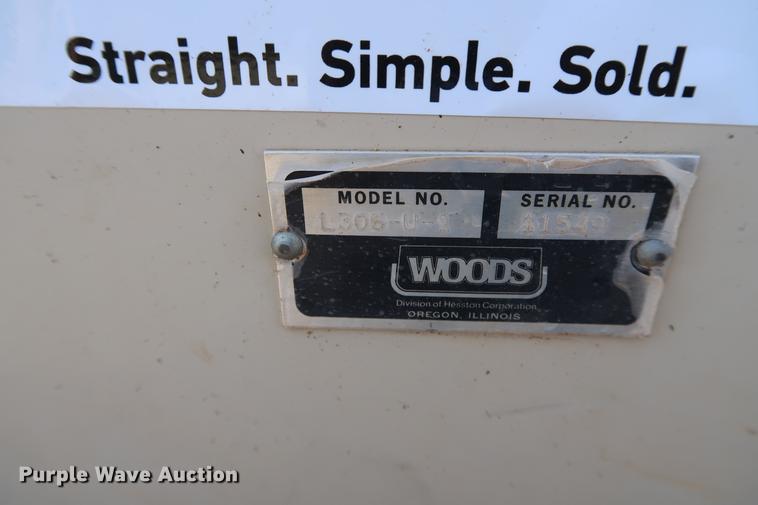 Straight. Simple. Sold.
MODEL NO. SERIAL NO.
WOODS
Division of Hesston Corporation
OREGON, ILLINOIS
Purple Wave Auction